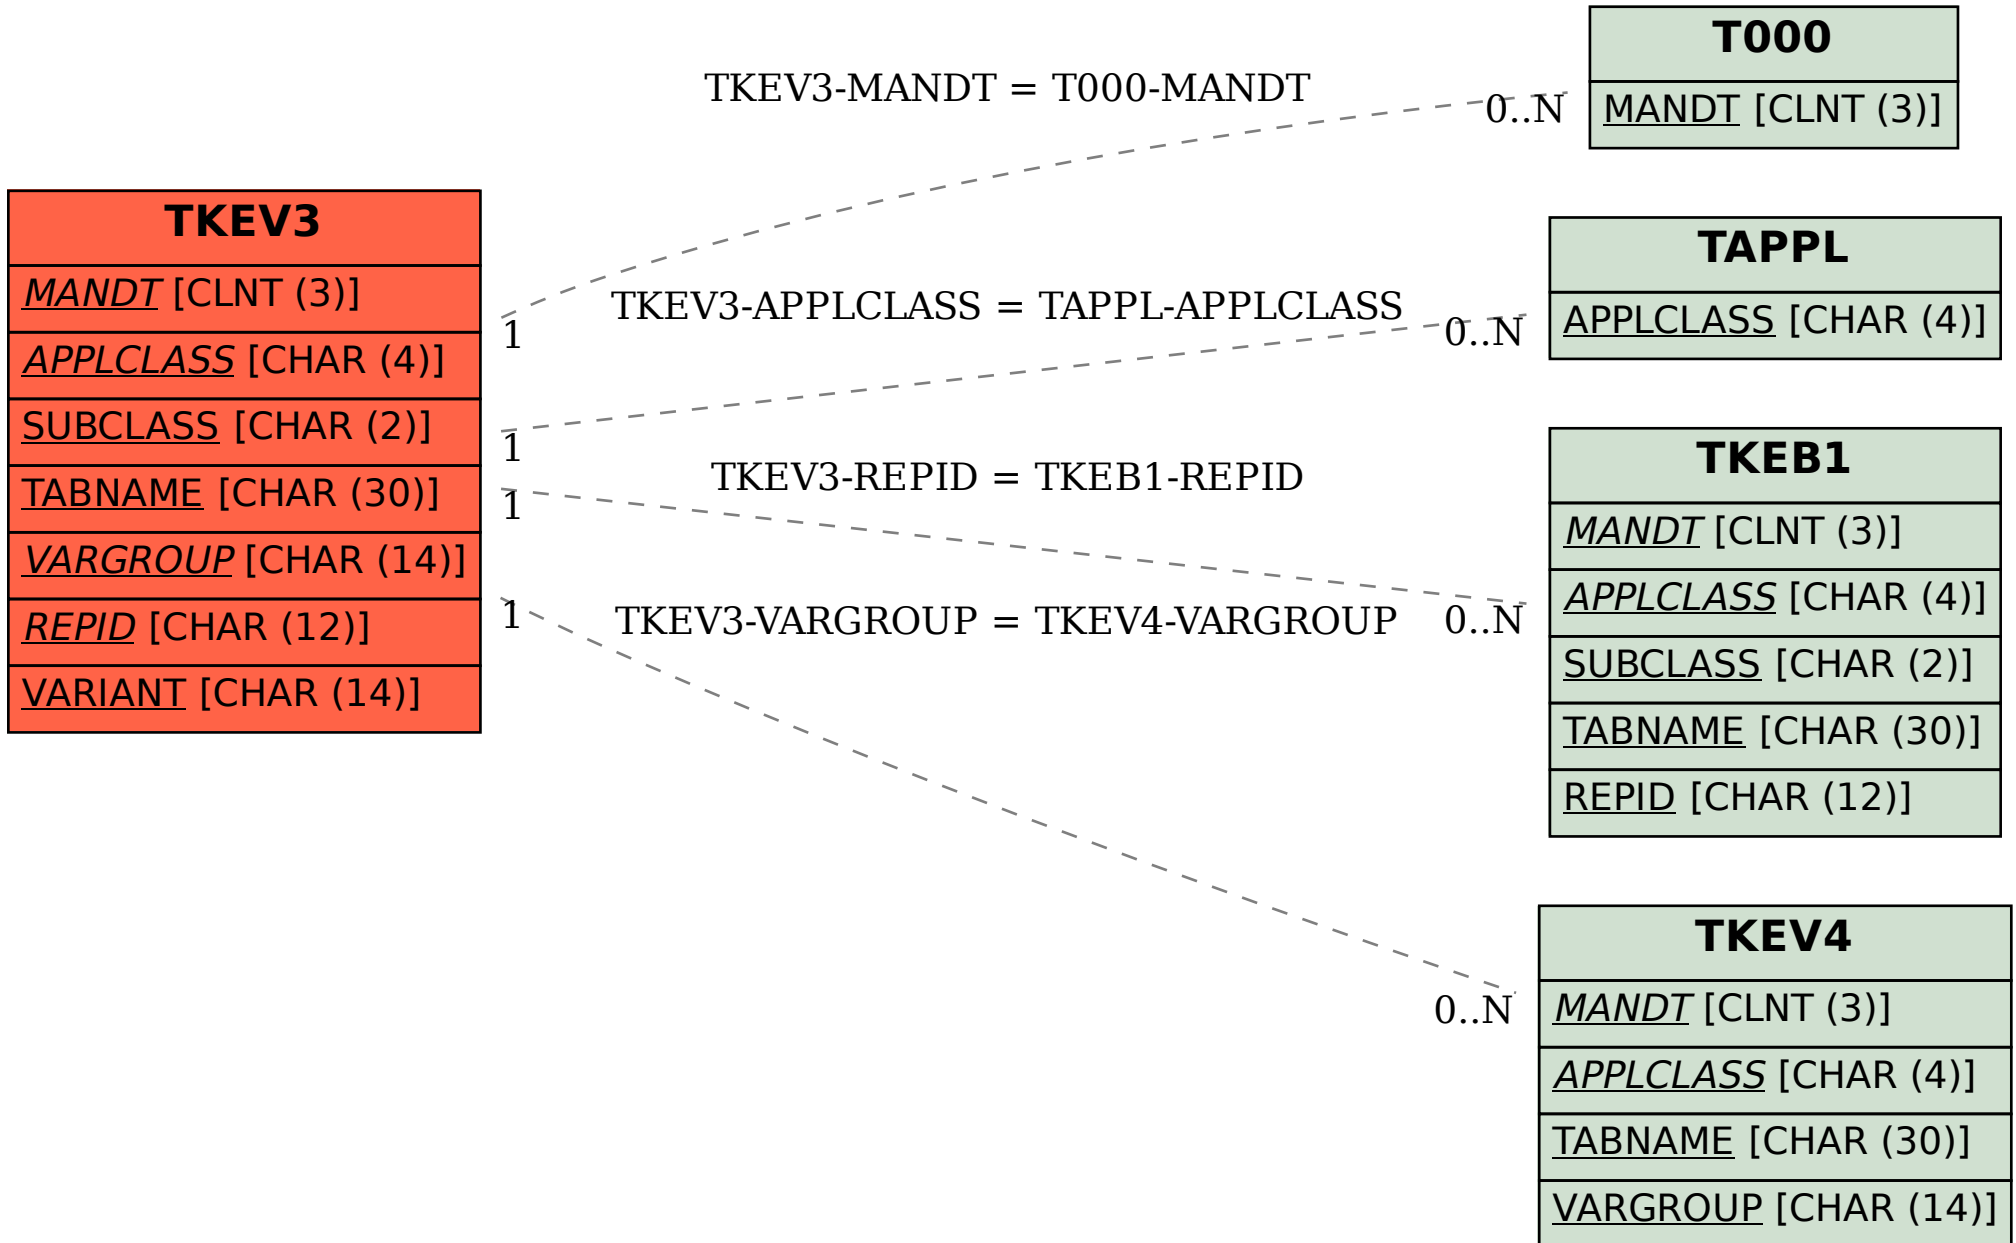 TKEV3
MANDT [CLNT (3)]
APPLCLASS [CHAR (4)]
SUBCLASS [CHAR (2)]
TABNAME [CHAR (30)]
VARGROUP [CHAR (14)]
REPID [CHAR (12)]
VARIANT [CHAR (14)]
TKEV3-MANDT = T000-MANDT
1
0..N
TKEV3-APPLCLASS = TAPPL-APPLCLASS
1
0..N
TKEV3-REPID = TKEB1-REPID
1
0..N
TKEV3-VARGROUP = TKEV4-VARGROUP
1
0..N
T000
MANDT [CLNT (3)]
TAPPL
APPLCLASS [CHAR (4)]
TKEB1
MANDT [CLNT (3)]
APPLCLASS [CHAR (4)]
SUBCLASS [CHAR (2)]
TABNAME [CHAR (30)]
REPID [CHAR (12)]
TKEV4
MANDT [CLNT (3)]
APPLCLASS [CHAR (4)]
TABNAME [CHAR (30)]
VARGROUP [CHAR (14)]